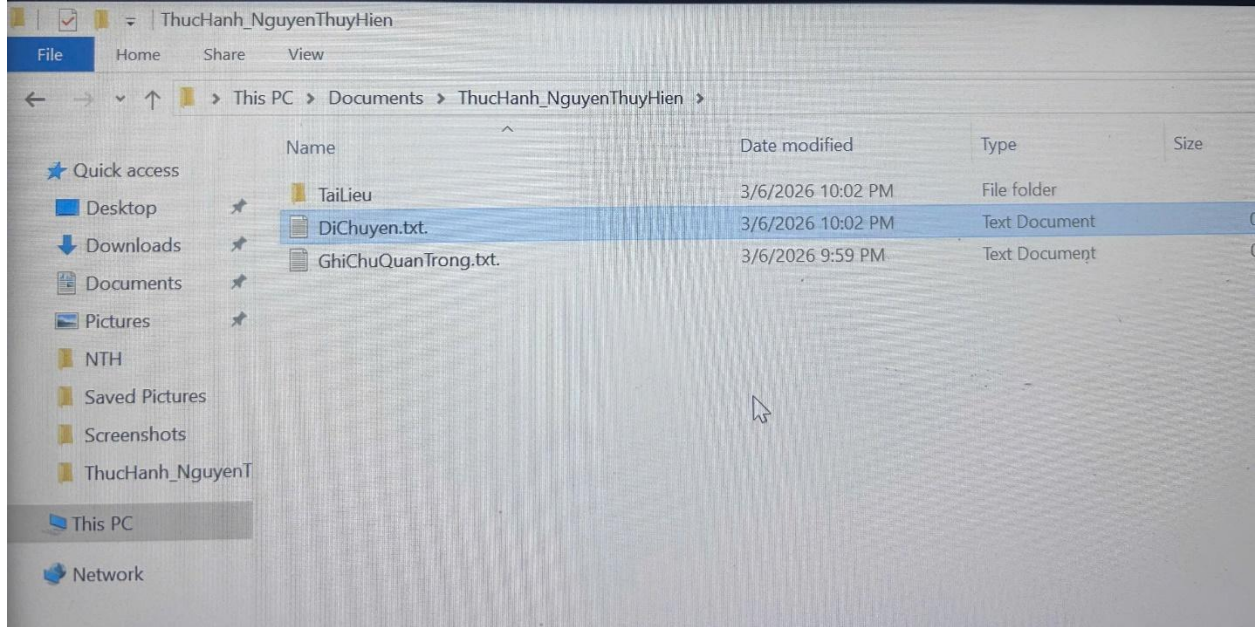 ThucHanh_NguyenThuyHien
File Home Share View
> This PC > Documents > ThucHanh_NguyenThuyHien >
Name Date modified Type Size
Quick access
Desktop
Downloads
Documents
Pictures
NTH
Saved Pictures
Screenshots
ThucHanh_NguyenT
This PC
Network
TaiLieu 3/6/2026 10:02 PM File folder
DiChuyen.txt. 3/6/2026 10:02 PM Text Document
GhiChuQuanTrong.txt. 3/6/2026 9:59 PM Text Document